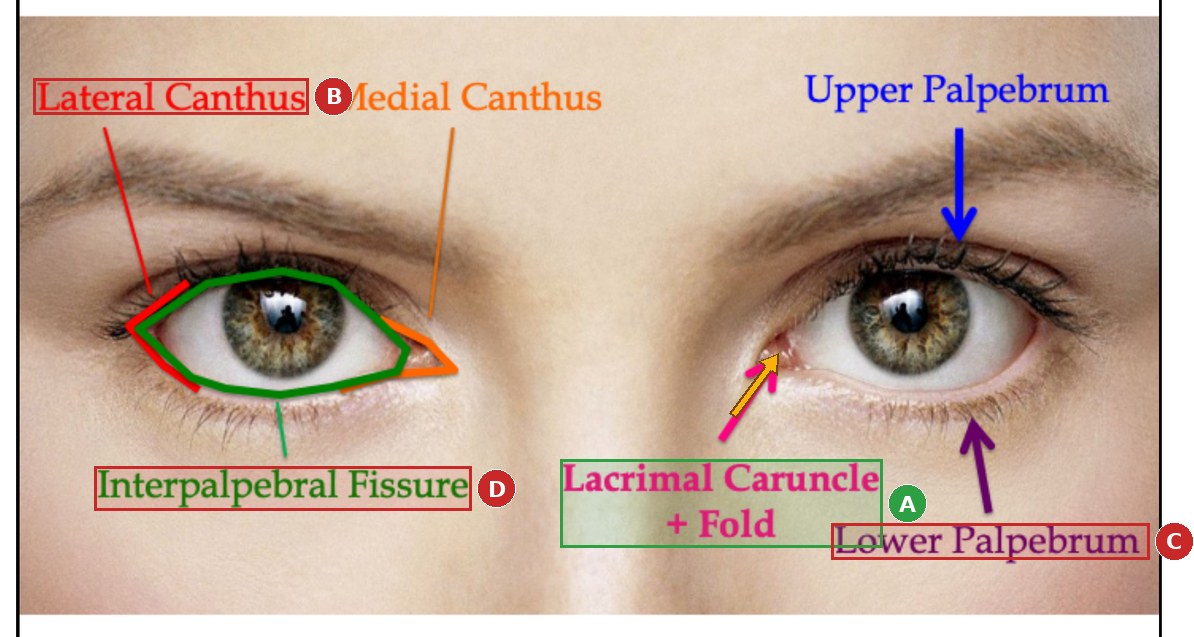 Lateral Canthus
B
Medial Canthus
Upper Palpebrum
Interpalpebral Fissure
D
Lacrimal Caruncle
+ Fold
A
Lower Palpebrum
C